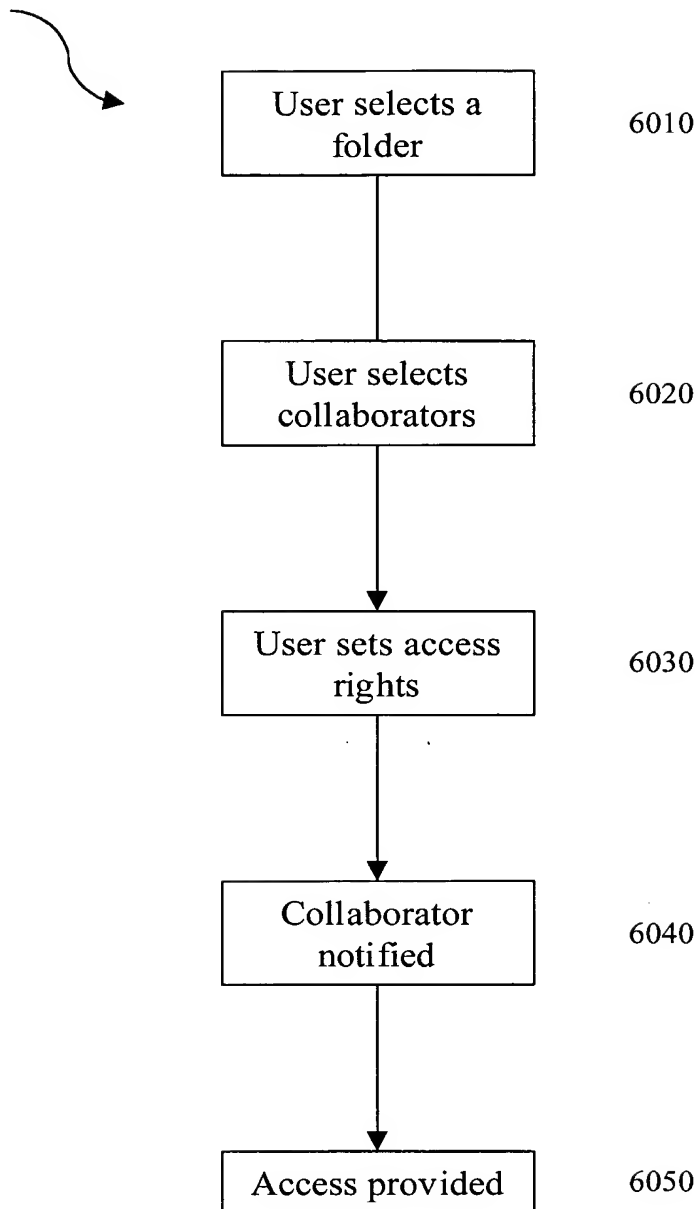 User selects a
folder
6010
User selects
collaborators
6020
User sets access
rights
6030
Collaborator
notified
6040
Access provided
6050